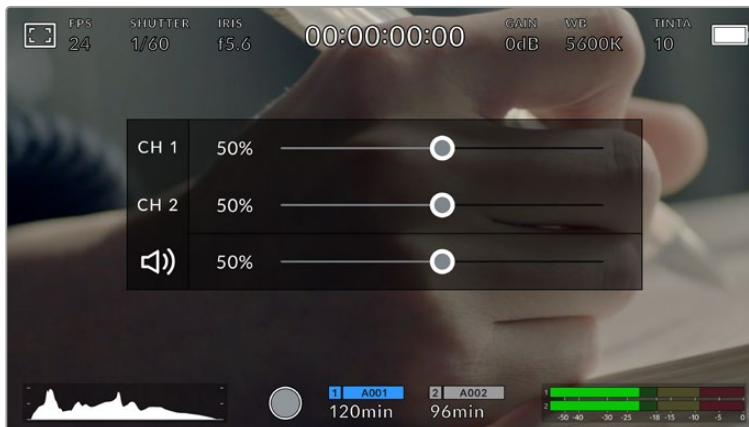 FPS SHUTTER IRIS 00:00:00:00 GAIN WB TINTA
24 1/60 f5.6 0dB 5600K 10
CH 1 50%
CH 2 50%
50%
1 A001 2 A002
120min 96min
1
2
-50 -40 -30 -25 -18 -15 -10 -5 0